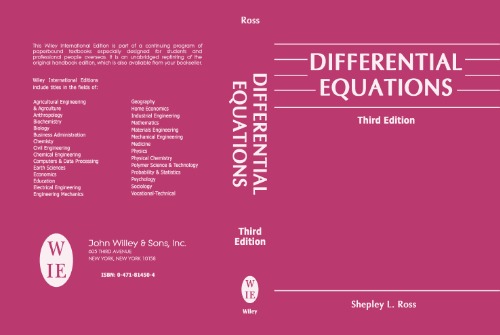 This Wiley International Edition is part of a continuing program of
paperbound textbooks especially designed for students and
professional people overseas. It is an unabridged reprinting of the
original hardbound edition, which is also available from your bookseller.
Wiley International Editions
include titles in the fields of:
Agricultural Engineering
& Agriculture
Anthropology
Biochemistry
Biology
Business Administration
Chemisty
Civil Engineering
Chemical Engineering
Computers & Data Processing
Earth Sciences
Economics
Education
Electrical Engineering
Engineering Mechanics
Geography
Home Economics
Industrial Engineering
Mathematics
Materials Engineering
Mechanical Engineering
Medicine
Physics
Physical Chemistry
Polymer Science & Technology
Probability & Statistics
Psychology
Sociology
Vocational-Technical
W
IE
John Willey & Sons, Inc.
605 THIRD AVENUE
NEW YORK, NEW YORK 10158
ISBN: 0-471-81450-4
Ross
DIFFERENTIAL
EQUATIONS
Third
Edition
W
IE
Wiley
DIFFERENTIAL
EQUATIONS
Third Edition
Shepley L. Ross